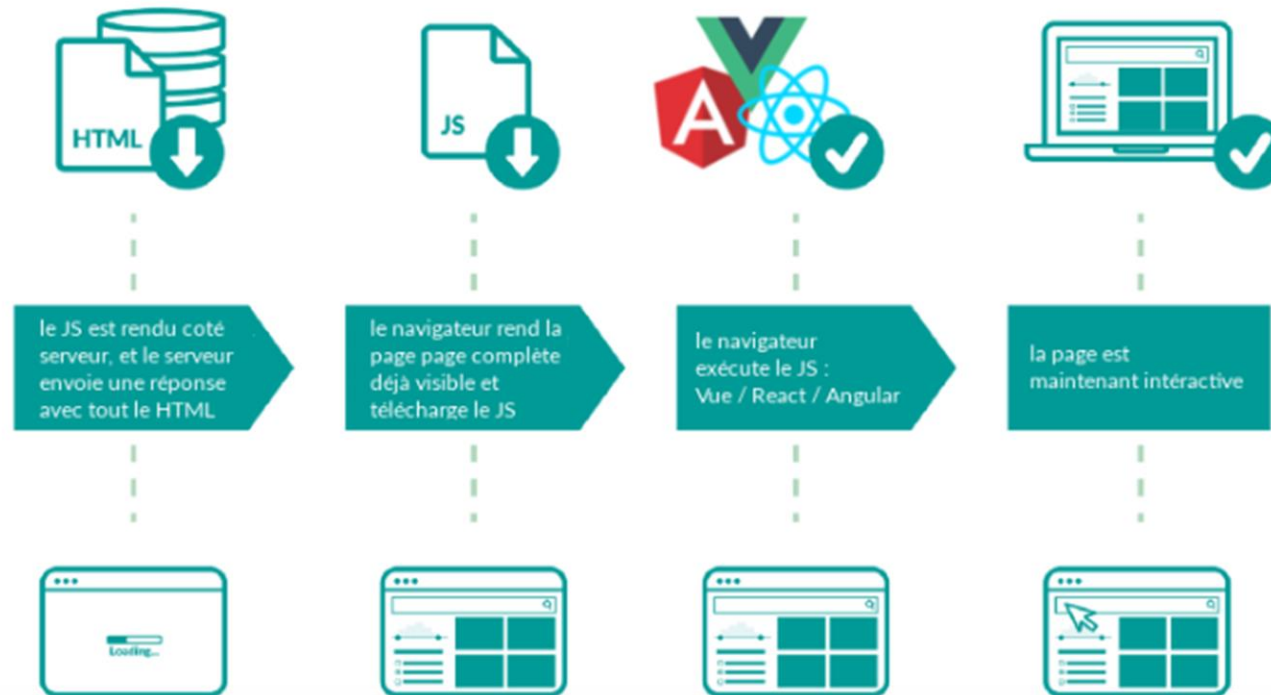 HTML
JS
A
le JS est rendu coté
serveur, et le serveur
envoie une réponse
avec tout le HTML
le navigateur rend la
page page complète
déjà visible et
télécharge le JS
le navigateur
exécute le JS :
Vue / React / Angular
la page est
maintenant intéractive
Loading...